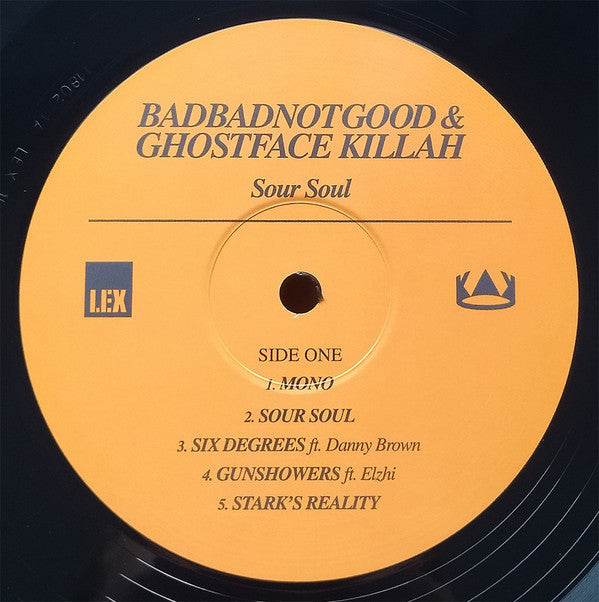 BADBADNOTGOOD &
GHOSTFACE KILLAH
Sour Soul
LEX
SIDE ONE
1. MONO
2. SOUR SOUL
3. SIX DEGREES ft. Danny Brown
4. GUNSHOWERS ft. Elzhi
5. STARK'S REALITY